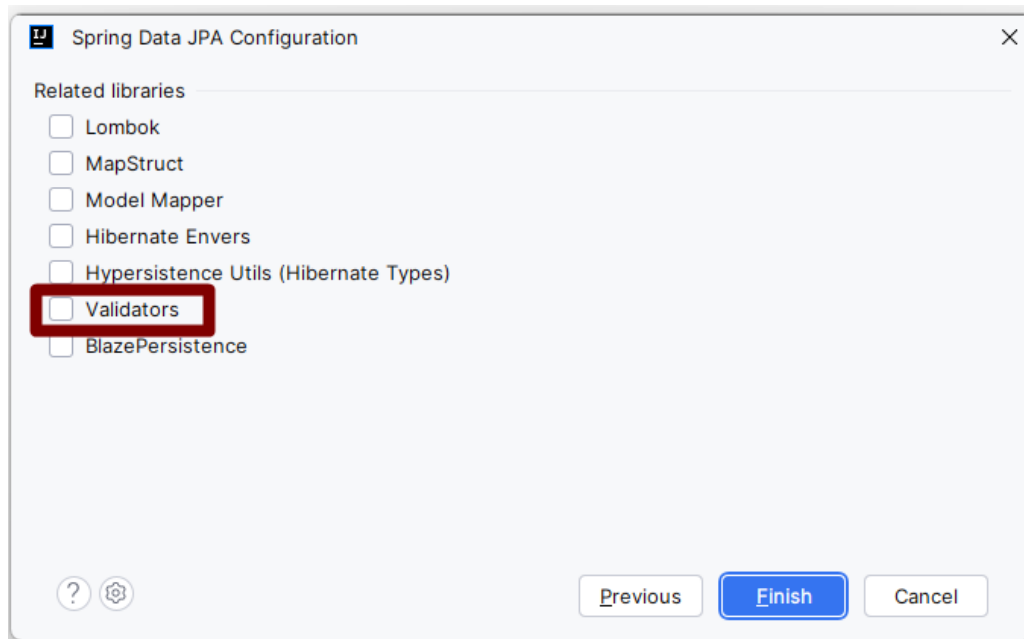 Spring Data JPA Configuration
Related libraries
Lombok
MapStruct
Model Mapper
Hibernate Envers
Hypersistence Utils (Hibernate Types)
Validators
BlazePersistence
? Previous Finish Cancel